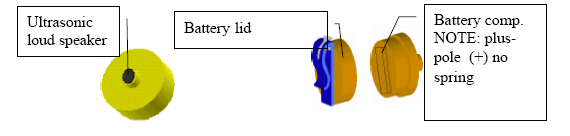 Ultrasonic
loud speaker
Battery lid
Battery comp.
NOTE: plus-
pole  (+) no
spring